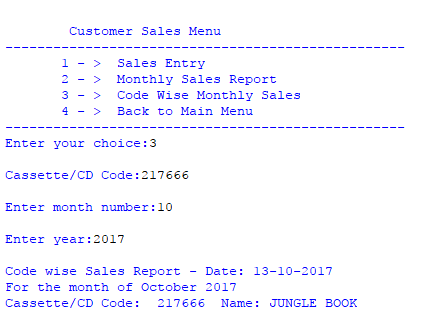 Customer Sales Menu
--------------------------------------------------
1 - > Sales Entry
2 - > Monthly Sales Report
3 - > Code Wise Monthly Sales
4 - > Back to Main Menu
--------------------------------------------------
Enter your choice:3
Cassette/CD Code:217666
Enter month number:10
Enter year:2017
Code wise Sales Report - Date: 13-10-2017
For the month of October 2017
Cassette/CD Code: 217666 Name: JUNGLE BOOK